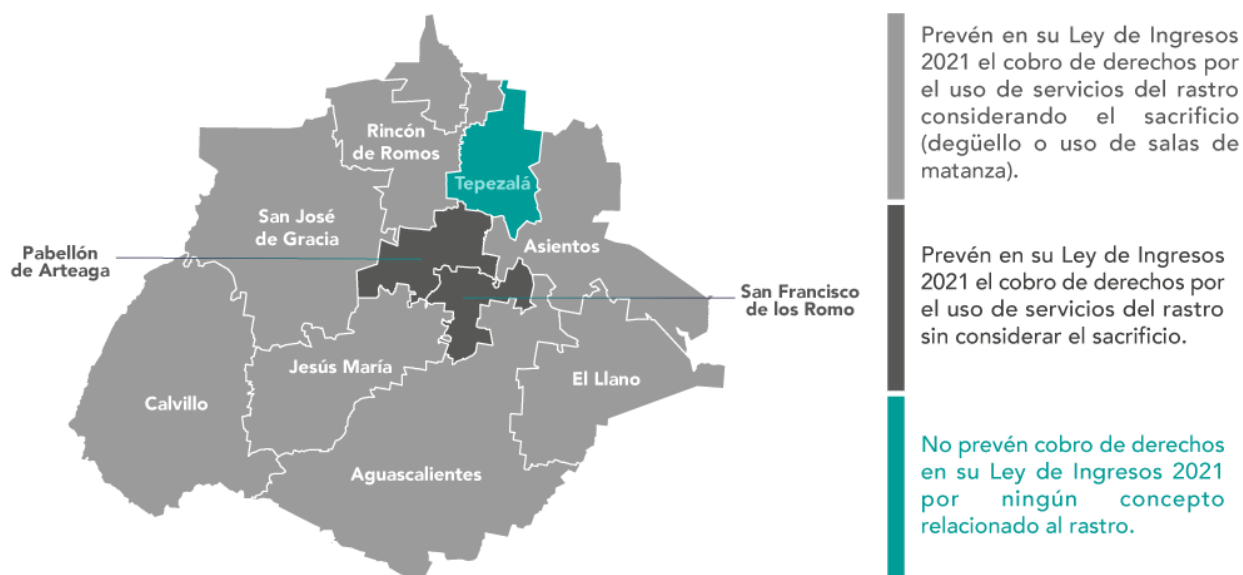 Rincón
de Romos
Tepezalá
San José
de Gracia
Asientos
Pabellón
de Arteaga
San Francisco
de los Romo
Jesús María
El Llano
Calvillo
Aguascalientes
Prevén en su Ley de Ingresos
2021 el cobro de derechos por
el uso de servicios del rastro
considerando el sacrificio
(degüello o uso de salas de
matanza).
Prevén en su Ley de Ingresos
2021 el cobro de derechos por
el uso de servicios del rastro
sin considerar el sacrificio.
No prevén cobro de derechos
en su Ley de Ingresos 2021
por ningún concepto
relacionado al rastro.